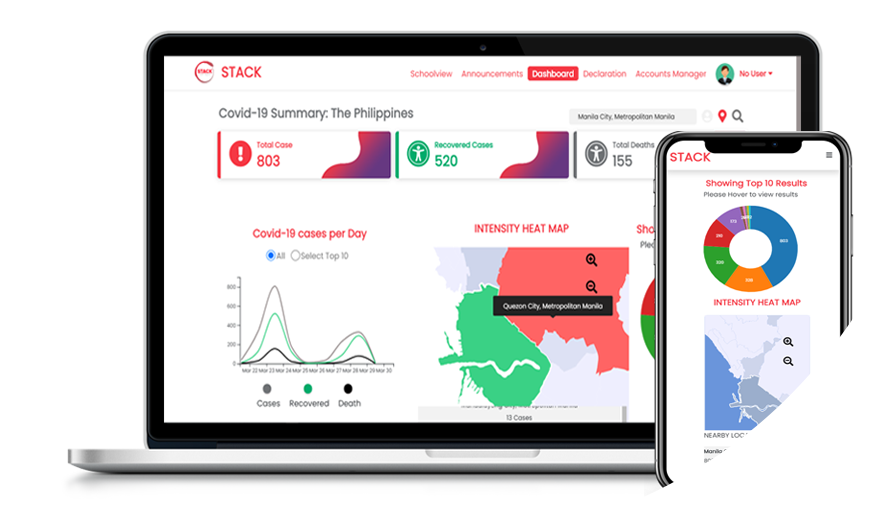 STACK
STACK
Schoolview Announcements Dashboard Declaration Accounts Manager No User
Covid-19 Summary: The Philippines
Manila City, Metropolitan Manila
Total Case
803
Recovered Cases
520
Total Deaths
155
Covid-19 cases per Day
All Select Top 10
800
600
400
200
0
Mar 22 Mar 23 Mar 24 Mar 25 Mar 26 Mar 27 Mar 28 Mar 29 Mar 30
Cases Recovered Death
INTENSITY HEAT MAP
Quezon City, Metropolitan Manila
13 Cases
Sho
Plea
STACK
Showing Top 10 Results
Please Hover to view results
803
173
INTENSITY HEAT MAP
NEARBY LOC
Manila